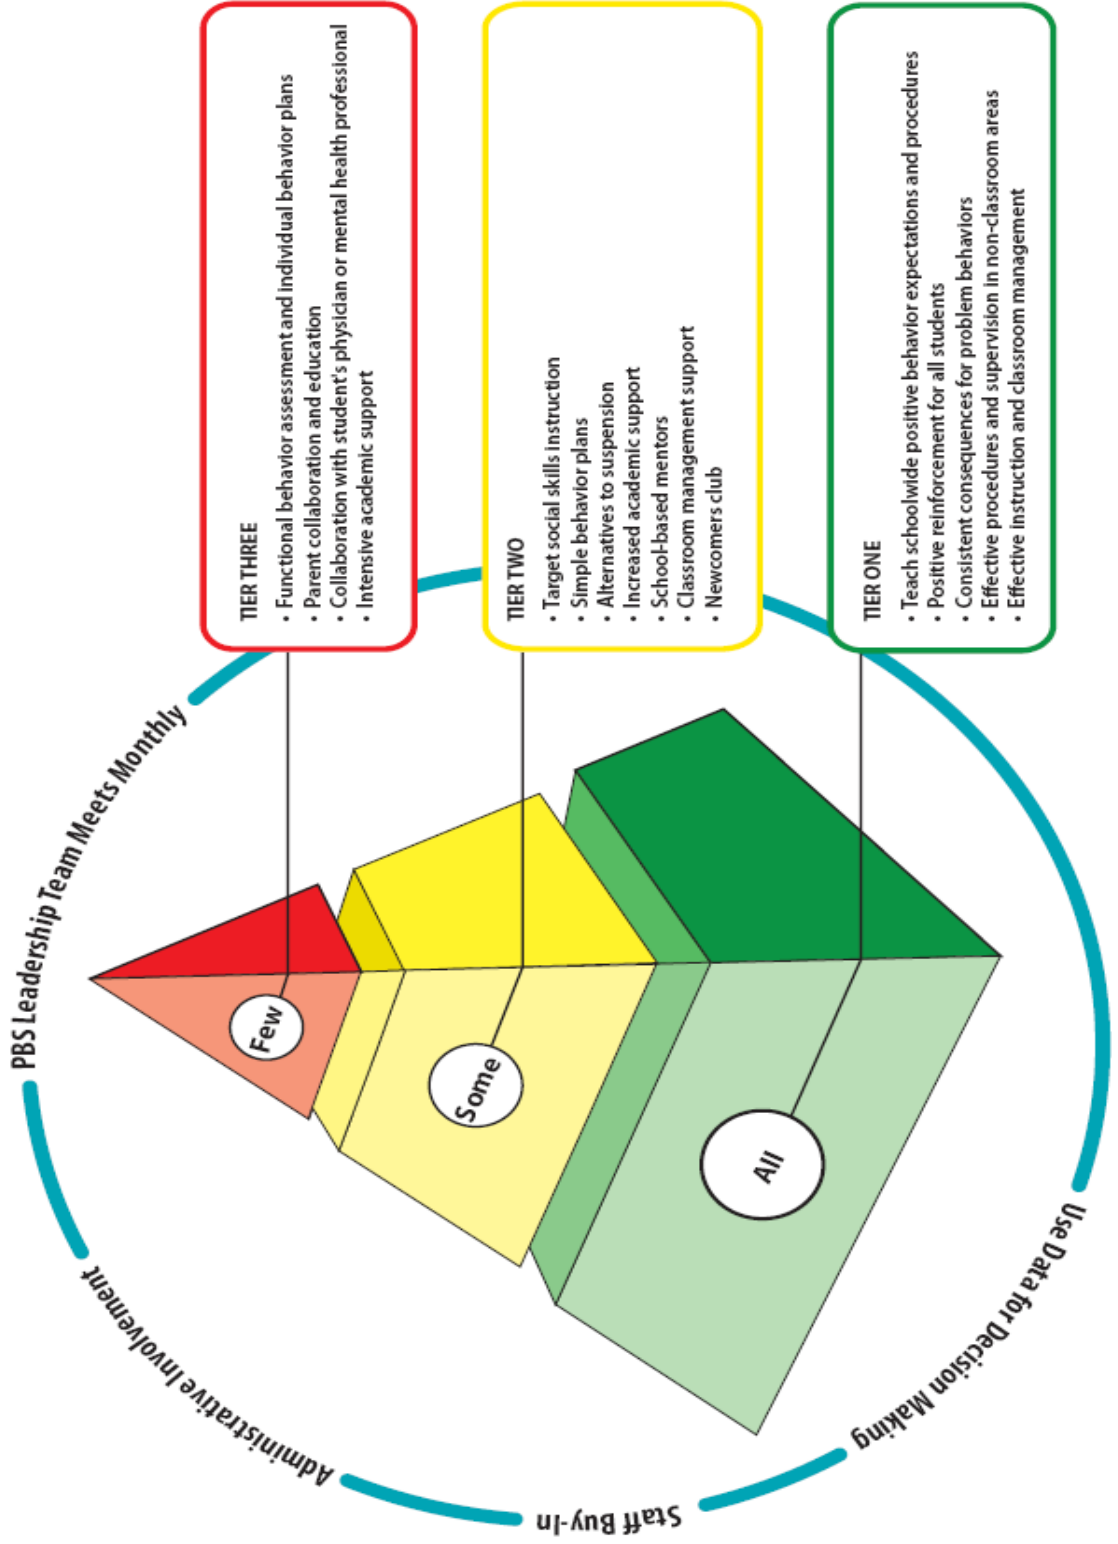 PBS Leadership Team Meets Monthly
Administrative Involvement
Staff Buy-In
Use Data for Decision Making
Few
Some
All
TIER THREE
• Functional behavior assessment and individual behavior plans
• Parent collaboration and education
• Collaboration with student's physician or mental health professional
• Intensive academic support
TIER TWO
• Target social skills instruction
• Simple behavior plans
• Alternatives to suspension
• Increased academic support
• School-based mentors
• Classroom management support
• Newcomers club
TIER ONE
• Teach schoolwide positive behavior expectations and procedures
• Positive reinforcement for all students
• Consistent consequences for problem behaviors
• Effective procedures and supervision in non-classroom areas
• Effective instruction and classroom management